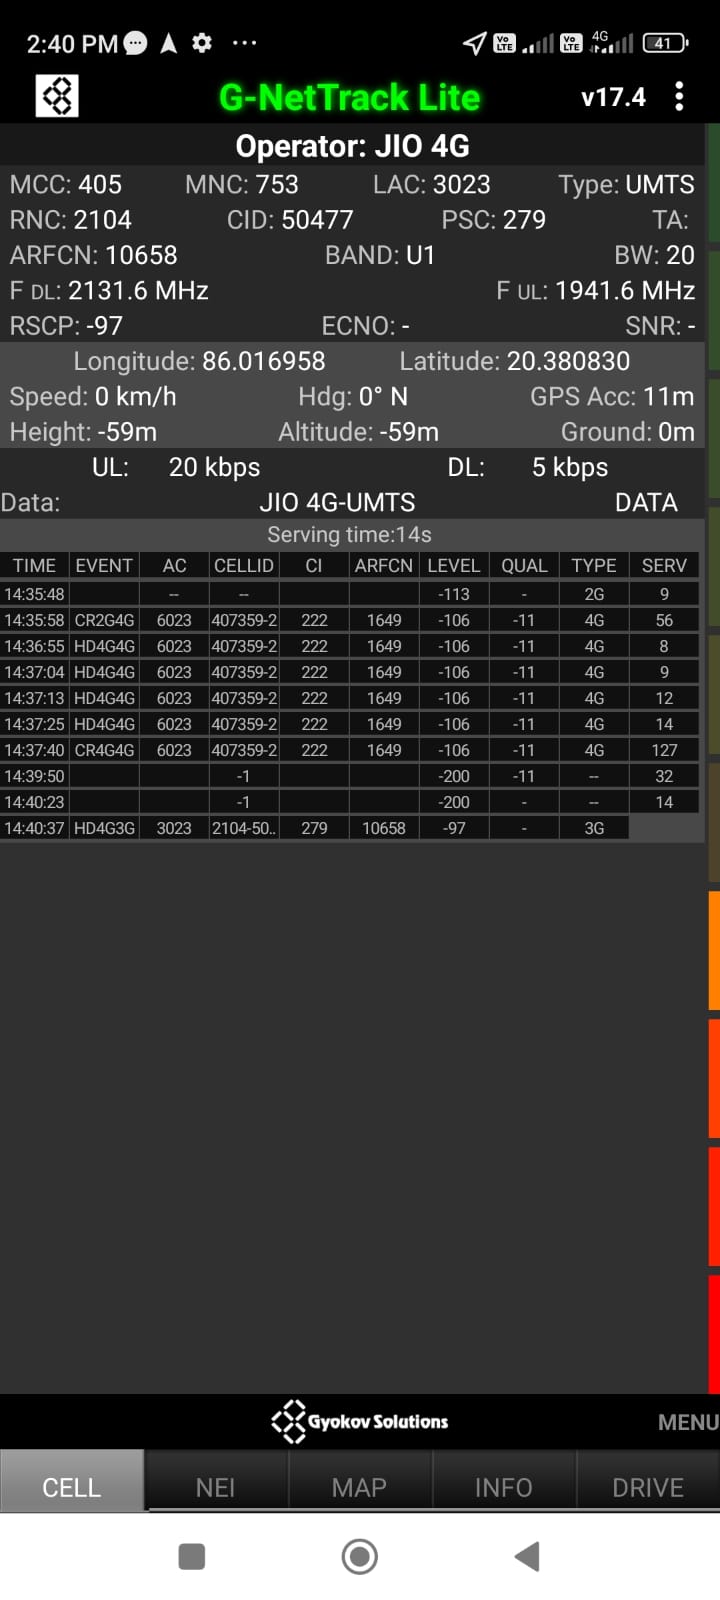 2:40 PM 4G 41
G-NetTrack Lite v17.4
Operator: JIO 4G
MCC: 405 MNC: 753 LAC: 3023 Type: UMTS
RNC: 2104 CID: 50477 PSC: 279 TA:
ARFCN: 10658 BAND: U1 BW: 20
F DL: 2131.6 MHz F UL: 1941.6 MHz
RSCP: -97 ECNO: - SNR: -
Longitude: 86.016958 Latitude: 20.380830
Speed: 0 km/h Hdg: 0° N GPS Acc: 11m
Height: -59m Altitude: -59m Ground: 0m
UL: 20 kbps DL: 5 kbps
Data: JIO 4G-UMTS DATA
Serving time:14s
TIME EVENT AC CELLID CI ARFCN LEVEL QUAL TYPE SERV
14:35:48 -- -- -113 - 2G 9
14:35:58 CR2G4G 6023 407359-2 222 1649 -106 -11 4G 56
14:36:55 HD4G4G 6023 407359-2 222 1649 -106 -11 4G 8
14:37:04 HD4G4G 6023 407359-2 222 1649 -106 -11 4G 9
14:37:13 HD4G4G 6023 407359-2 222 1649 -106 -11 4G 12
14:37:25 HD4G4G 6023 407359-2 222 1649 -106 -11 4G 14
14:37:40 CR4G4G 6023 407359-2 222 1649 -106 -11 4G 127
14:39:50 -1 -200 -11 -- 32
14:40:23 -1 -200 - -- 14
14:40:37 HD4G3G 3023 2104-50.. 279 10658 -97 - 3G
Gyokov Solutions MENU
CELL NEI MAP INFO DRIVE